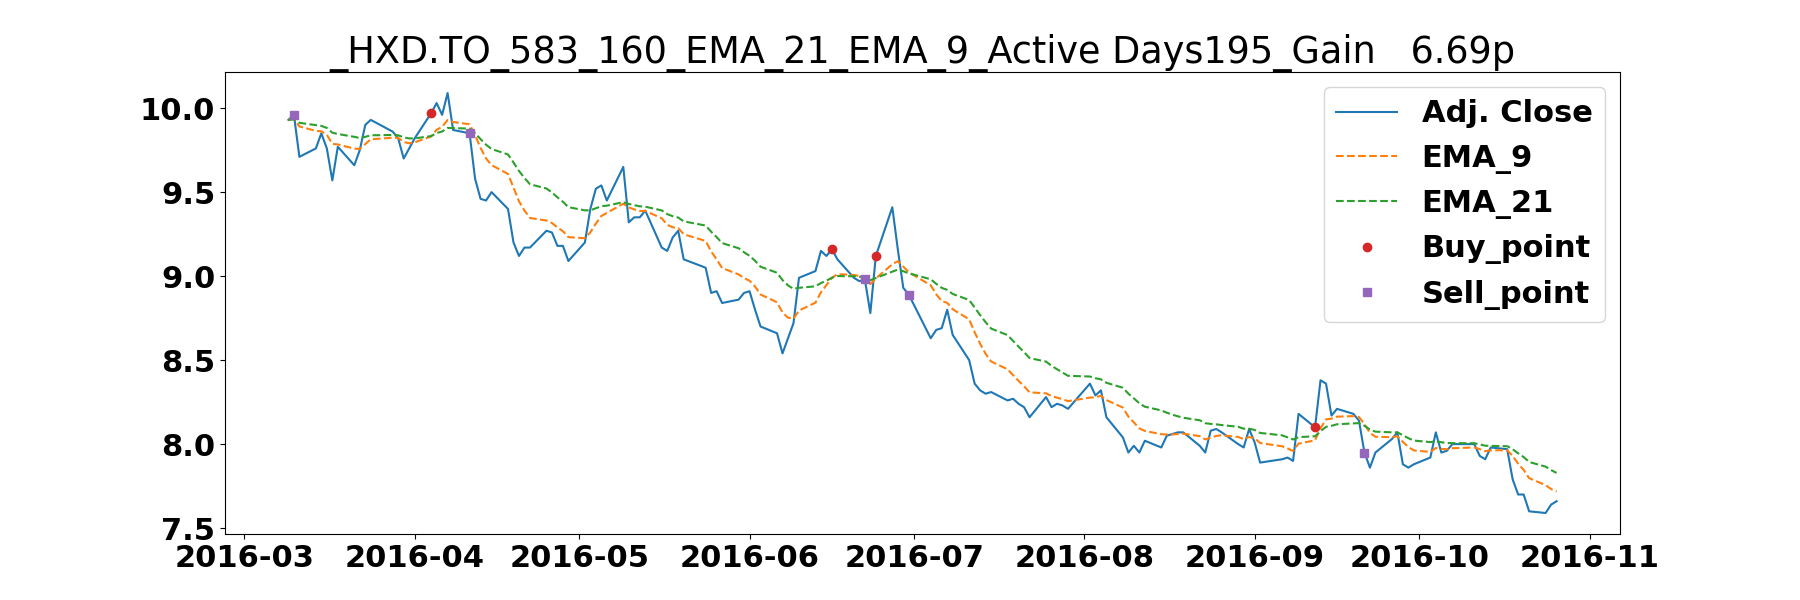 _HXD.TO_583_160_EMA_21_EMA_9_Active Days195_Gain   6.69p
10.0
9.5
9.0
8.5
8.0
7.5
Adj. Close
EMA_9
EMA_21
Buy_point
Sell_point
2016-03 2016-04 2016-05 2016-06 2016-07 2016-08 2016-09 2016-10 2016-11